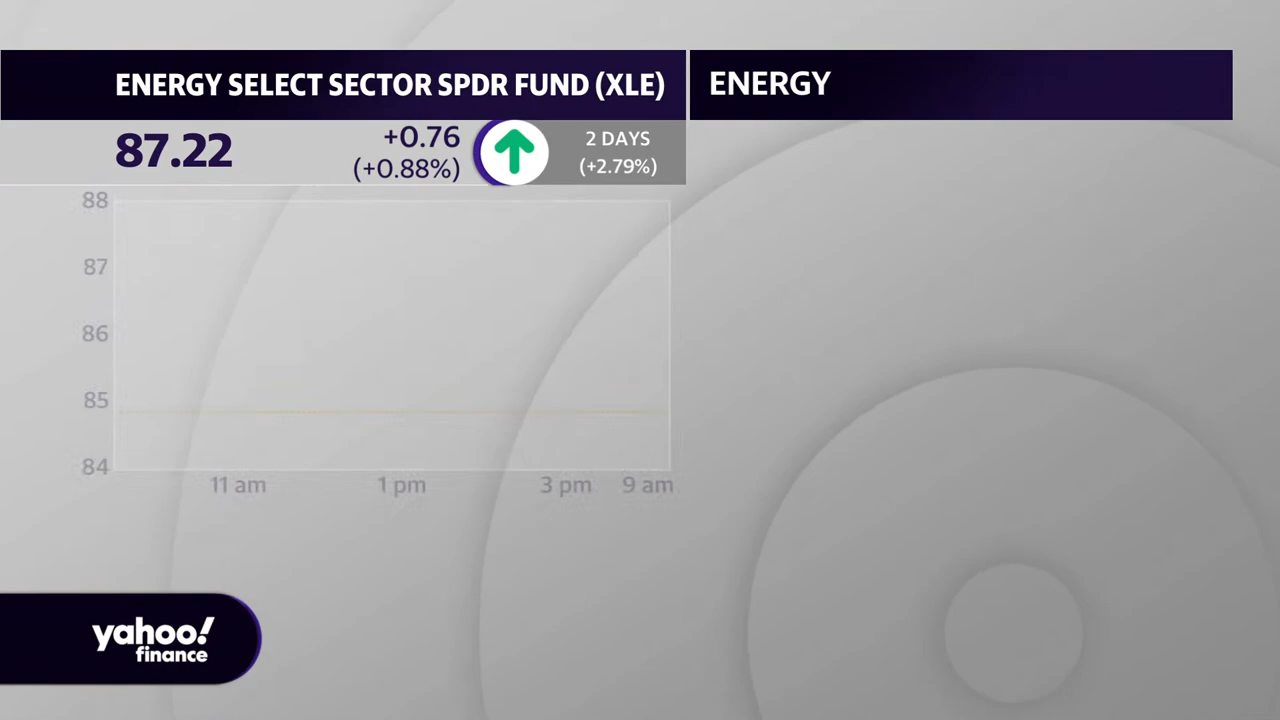 ENERGY SELECT SECTOR SPDR FUND (XLE)
ENERGY
87.22
+0.76
(+0.88%)
2 DAYS
(+2.79%)
88
87
86
85
84
11 am
1 pm
3 pm
9 am
yahoo!
finance